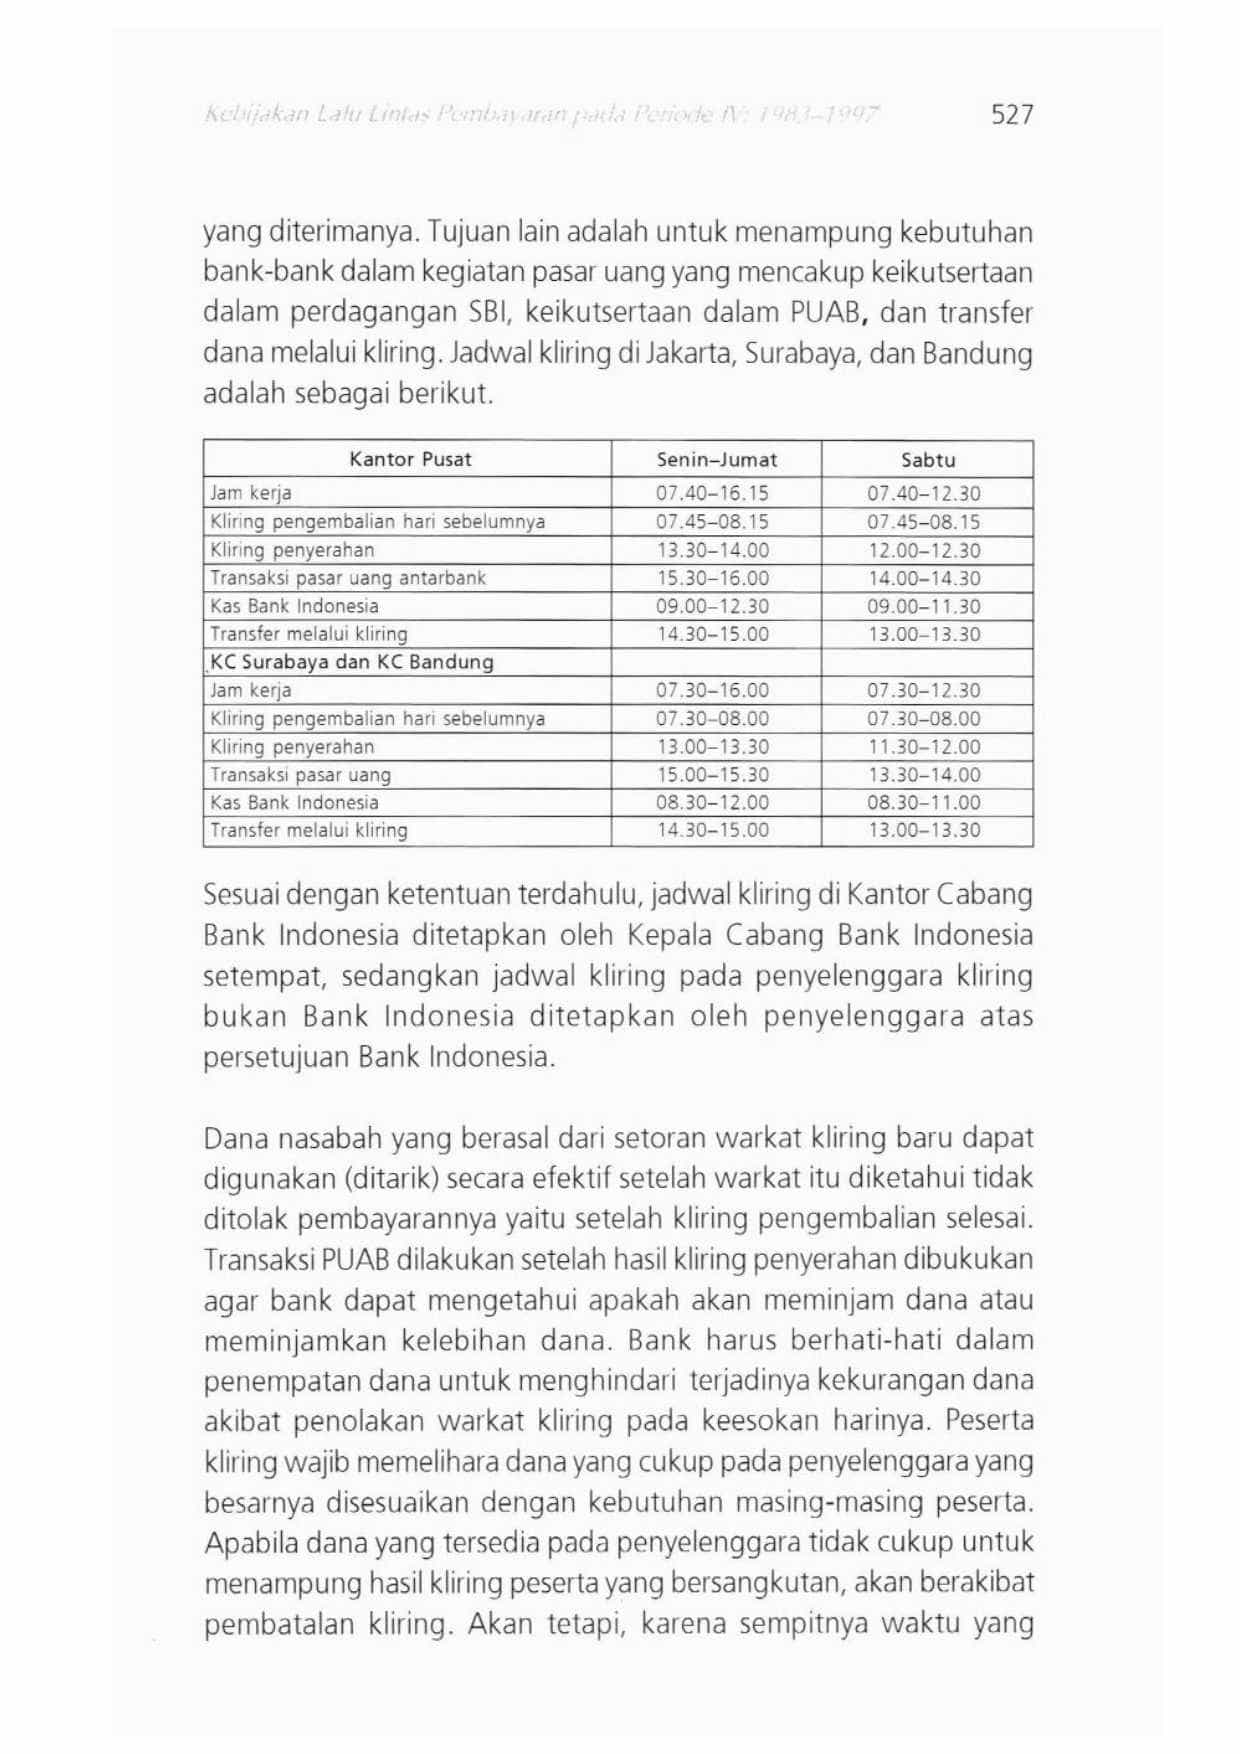 Kebijakan Lalu Lintas Pembayaran pada Periode IV: 1983–1997 527
yang diterimanya. Tujuan lain adalah untuk menampung kebutuhan
bank-bank dalam kegiatan pasar uang yang mencakup keikutsertaan
dalam perdagangan SBI, keikutsertaan dalam PUAB, dan transfer
dana melalui kliring. Jadwal kliring di Jakarta, Surabaya, dan Bandung
adalah sebagai berikut.
Kantor Pusat Senin–Jumat Sabtu
Jam kerja 07.40–16.15 07.40–12.30
Kliring pengembalian hari sebelumnya 07.45–08.15 07.45–08.15
Kliring penyerahan 13.30–14.00 12.00–12.30
Transaksi pasar uang antarbank 15.30–16.00 14.00–14.30
Kas Bank Indonesia 09.00–12.30 09.00–11.30
Transfer melalui kliring 14.30–15.00 13.00–13.30
KC Surabaya dan KC Bandung
Jam kerja 07.30–16.00 07.30–12.30
Kliring pengembalian hari sebelumnya 07.30–08.00 07.30–08.00
Kliring penyerahan 13.00–13.30 11.30–12.00
Transaksi pasar uang 15.00–15.30 13.30–14.00
Kas Bank Indonesia 08.30–12.00 08.30–11.00
Transfer melalui kliring 14.30–15.00 13.00–13.30
Sesuai dengan ketentuan terdahulu, jadwal kliring di Kantor Cabang
Bank Indonesia ditetapkan oleh Kepala Cabang Bank Indonesia
setempat, sedangkan jadwal kliring pada penyelenggara kliring
bukan Bank Indonesia ditetapkan oleh penyelenggara atas
persetujuan Bank Indonesia.
Dana nasabah yang berasal dari setoran warkat kliring baru dapat
digunakan (ditarik) secara efektif setelah warkat itu diketahui tidak
ditolak pembayarannya yaitu setelah kliring pengembalian selesai.
Transaksi PUAB dilakukan setelah hasil kliring penyerahan dibukukan
agar bank dapat mengetahui apakah akan meminjam dana atau
meminjamkan kelebihan dana. Bank harus berhati-hati dalam
penempatan dana untuk menghindari terjadinya kekurangan dana
akibat penolakan warkat kliring pada keesokan harinya. Peserta
kliring wajib memelihara dana yang cukup pada penyelenggara yang
besarnya disesuaikan dengan kebutuhan masing-masing peserta.
Apabila dana yang tersedia pada penyelenggara tidak cukup untuk
menampung hasil kliring peserta yang bersangkutan, akan berakibat
pembatalan kliring. Akan tetapi, karena sempitnya waktu yang